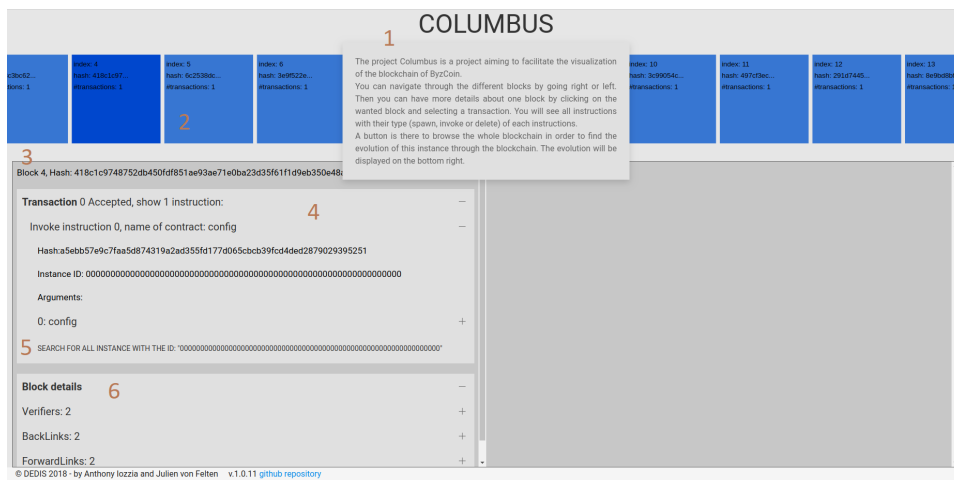 COLUMBUS
1
The project Columbus is a project aiming to facilitate the visualization
of the blockchain of ByzCoin.
You can navigate through the different blocks by going right or left.
Then you can have more details about one block by clicking on the
wanted block and selecting a transaction. You will see all instructions
with their type (spawn, invoke or delete) of each instructions.
A button is there to browse the whole blockchain in order to find the
evolution of this instance through the blockchain. The evolution will be
displayed on the bottom right.
c3bc62...
tions: 1
index: 4
hash: 418c1c97...
#transactions: 1
index: 5
hash: 6c2538dc...
#transactions: 1
index: 6
hash: 3e9f522e...
#transactions: 1
index: 10
hash: 3c99054c...
#transactions: 1
index: 11
hash: 497cf3ec...
#transactions: 1
index: 12
hash: 291d7445...
#transactions: 1
index: 13
hash: 8e9bd8b
#transactions: 1
2
3
Block 4, Hash: 418c1c9748752db450fdf851ae93ae71e0ba23d35f61f1d9eb350e48a
Transaction 0 Accepted, show 1 instruction:
4
Invoke instruction 0, name of contract: config
Hash:a5ebb57e9c7faa5d874319a2ad355fd177d065cbcb39fcd4ded2879029395251
Instance ID: 0000000000000000000000000000000000000000000000000000000000000000
Arguments:
0: config
5
SEARCH FOR ALL INSTANCE WITH THE ID: "0000000000000000000000000000000000000000000000000000000000000000"
Block details
6
Verifiers: 2
BackLinks: 2
ForwardLinks: 2
© DEDIS 2018 - by Anthony Iozzia and Julien von Felten v.1.0.11 github repository